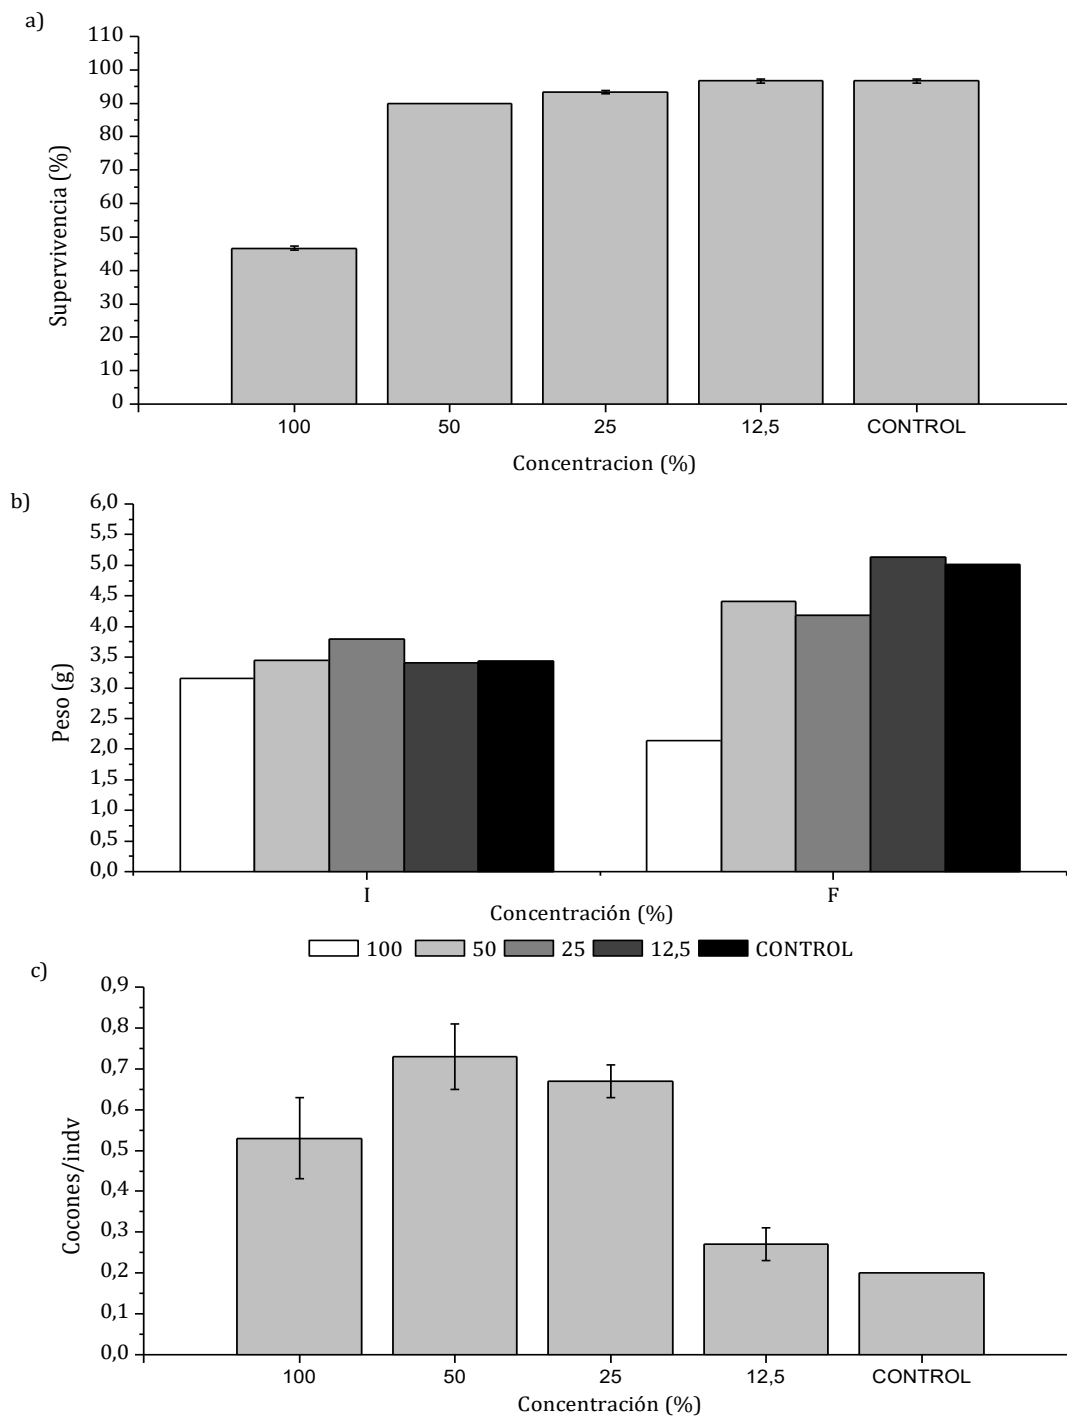 a)
110
100
90
80
70
60
50
40
30
20
10
0
Supervivencia (%)
100 50 25 12,5 CONTROL
Concentracion (%)
b)
6,0
5,5
5,0
4,5
4,0
3,5
3,0
2,5
2,0
1,5
1,0
0,5
0,0
Peso (g)
I F
Concentración (%)
100 50 25 12,5 CONTROL
c)
0,9
0,8
0,7
0,6
0,5
0,4
0,3
0,2
0,1
0,0
Cocones/indv
100 50 25 12,5 CONTROL
Concentración (%)